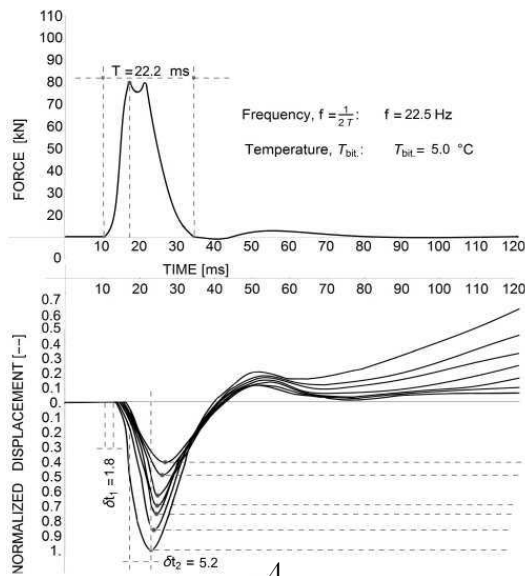 110
100
90
80
70
60
50
40
30
20
0
FORCE [kN]
T = 22.2 ms
Frequency, f = 1/2T : f = 22.5 Hz
Temperature, Tbit. : Tbit. = 5.0 °C
10 20 30 40 50 60 70 80 90 100 110 120
TIME [ms]
10 20 30 40 50 60 70 80 90 100 110 120
0.7
0.6
0.5
0.4
0.3
0.2
0.1
0.
0.1
0.2
0.3
0.4
0.5
0.6
0.7
0.8
0.9
1.
NORMALIZED DISPLACEMENT [--]
δt₁ = 1.8
δt₂ = 5.2